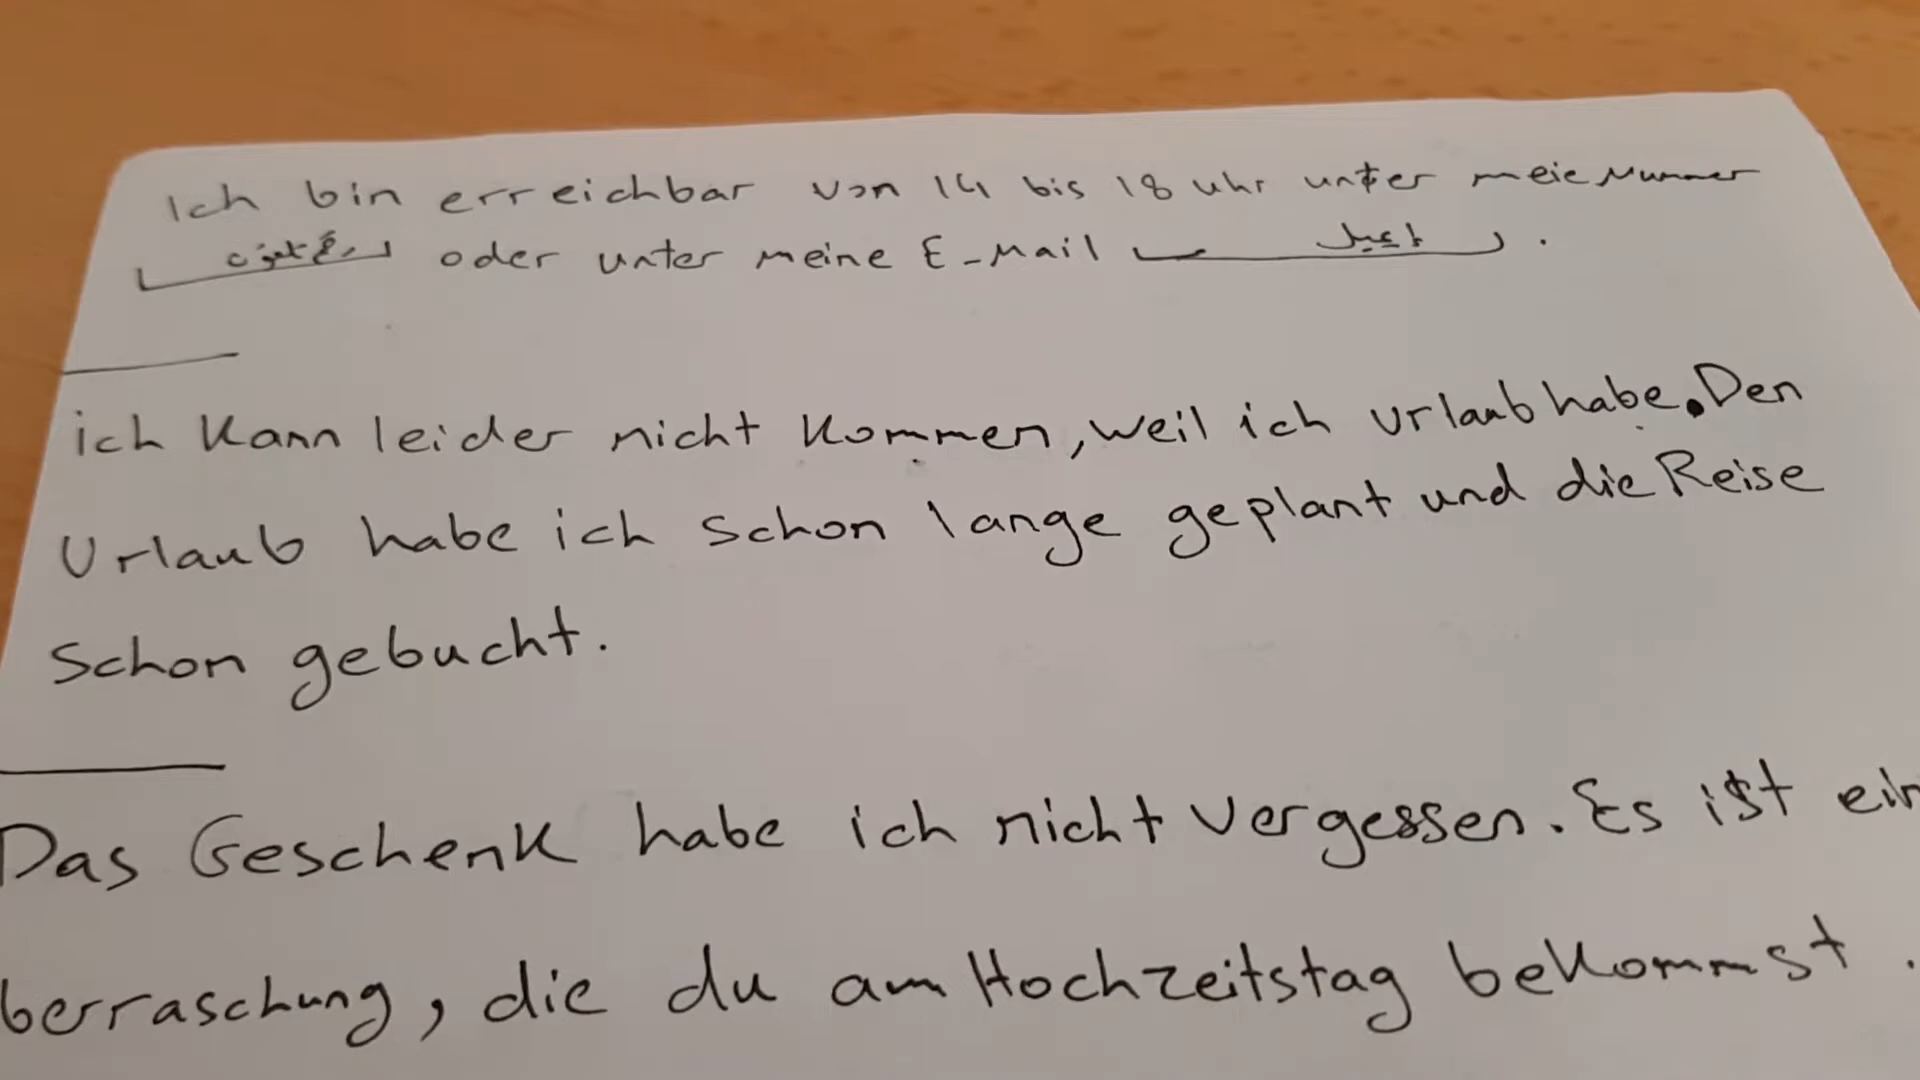 Ich bin erreichbar von 14 bis 18 Uhr unter meie Nummer
oder unter meine E-Mail ايميل .
ich kann leider nicht kommen, weil ich Urlaub habe. Den
Urlaub habe ich schon lange geplant und die Reise
schon gebucht.
Das Geschenk habe ich nicht vergessen. Es ist ein
berraschung, die du am Hochzeitstag bekommst.